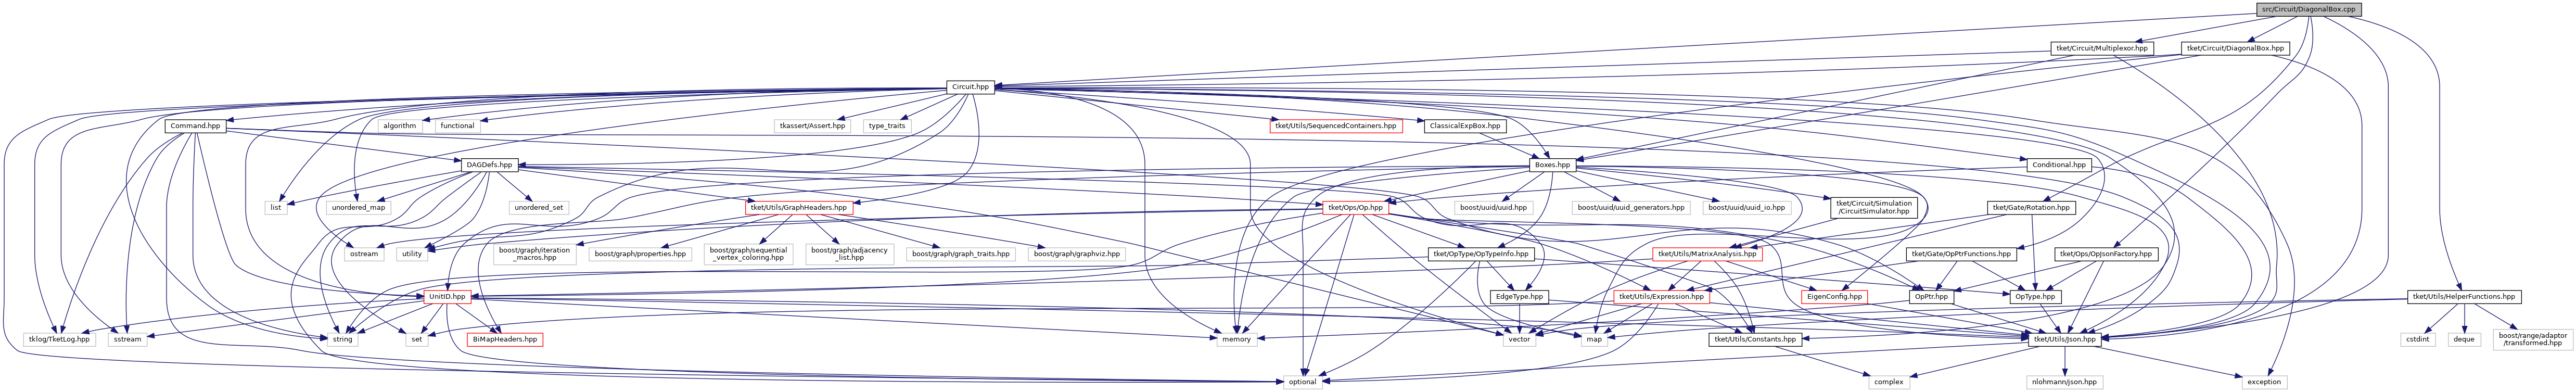 src/Circuit/DiagonalBox.cpp
tket/Circuit/Multiplexor.hpp
tket/Circuit/DiagonalBox.hpp
Circuit.hpp
Command.hpp
algorithm
functional
tkassert/Assert.hpp
type_traits
tket/Utils/SequencedContainers.hpp
ClassicalExpBox.hpp
DAGDefs.hpp
Boxes.hpp
Conditional.hpp
list
unordered_map
unordered_set
tket/Utils/GraphHeaders.hpp
tket/Ops/Op.hpp
boost/uuid/uuid.hpp
boost/uuid/uuid_generators.hpp
boost/uuid/uuid_io.hpp
tket/Circuit/Simulation
/CircuitSimulator.hpp
tket/Gate/Rotation.hpp
ostream
utility
boost/graph/iteration
_macros.hpp
boost/graph/properties.hpp
boost/graph/sequential
_vertex_coloring.hpp
boost/graph/adjacency
_list.hpp
boost/graph/graph_traits.hpp
boost/graph/graphviz.hpp
tket/OpType/OpTypeInfo.hpp
tket/Utils/MatrixAnalysis.hpp
tket/Gate/OpPtrFunctions.hpp
tket/Ops/OpJsonFactory.hpp
UnitID.hpp
EdgeType.hpp
tket/Utils/Expression.hpp
EigenConfig.hpp
OpPtr.hpp
OpType.hpp
tket/Utils/HelperFunctions.hpp
tklog/TketLog.hpp
sstream
string
set
BiMapHeaders.hpp
memory
vector
map
tket/Utils/Constants.hpp
tket/Utils/Json.hpp
cstdint
deque
boost/range/adaptor
/transformed.hpp
optional
complex
nlohmann/json.hpp
exception